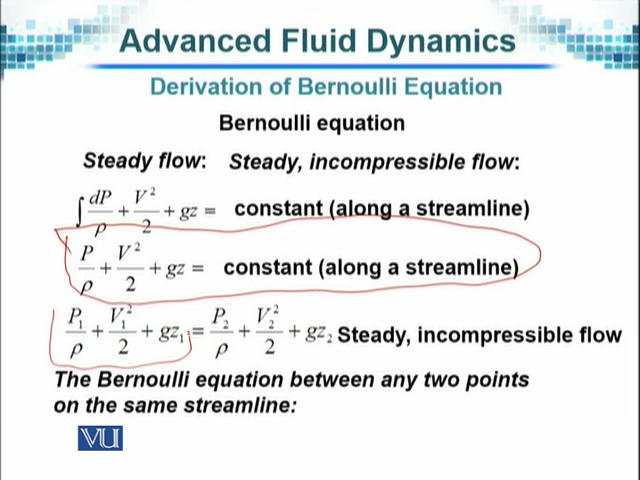 Advanced Fluid Dynamics
Derivation of Bernoulli Equation
Bernoulli equation
Steady flow: Steady, incompressible flow:
∫ dP/ρ + V²/2 + gz = constant (along a streamline)
P/ρ + V²/2 + gz = constant (along a streamline)
P₁/ρ + V₁²/2 + gz₁ = P₂/ρ + V₂²/2 + gz₂ Steady, incompressible flow
The Bernoulli equation between any two points
on the same streamline:
VU